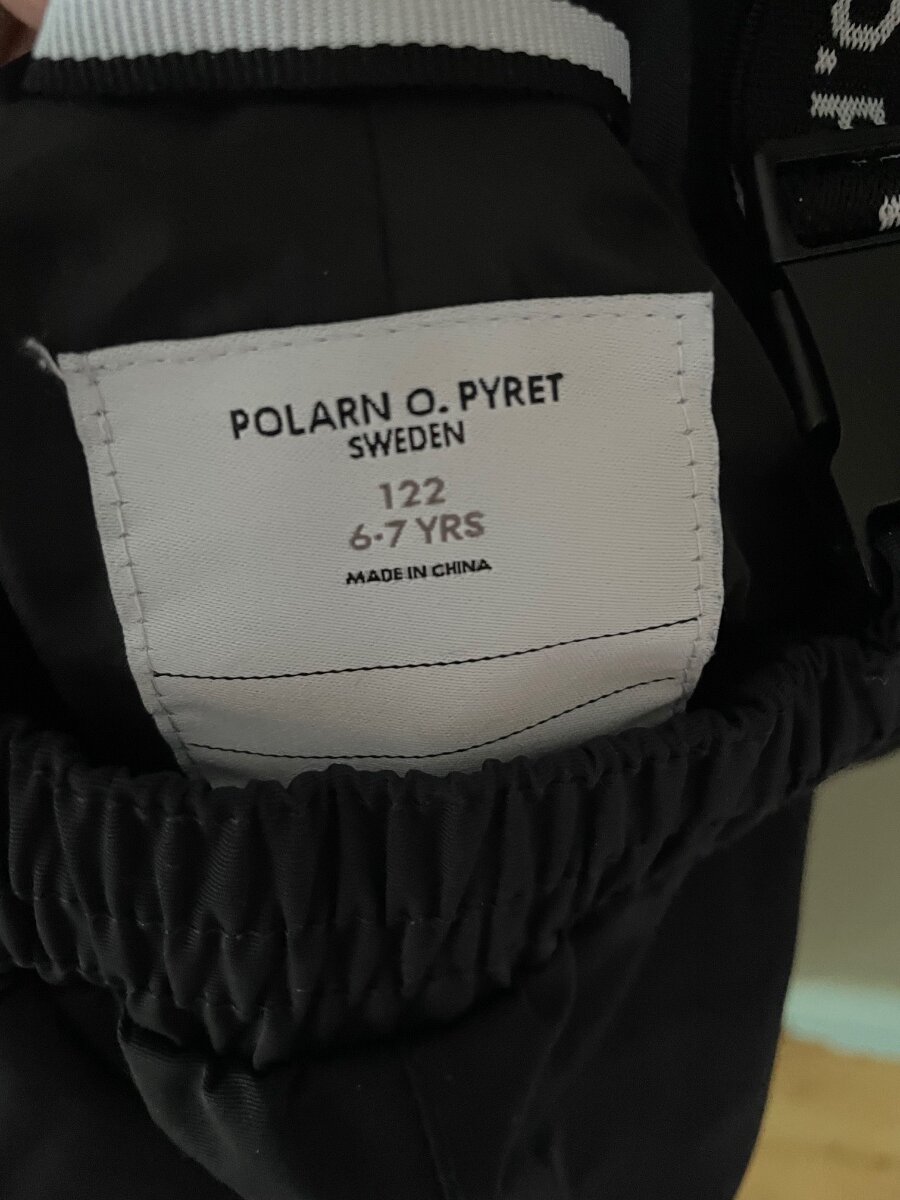 POLARN O. PYRET
SWEDEN
122
6-7 YRS
MADE IN CHINA